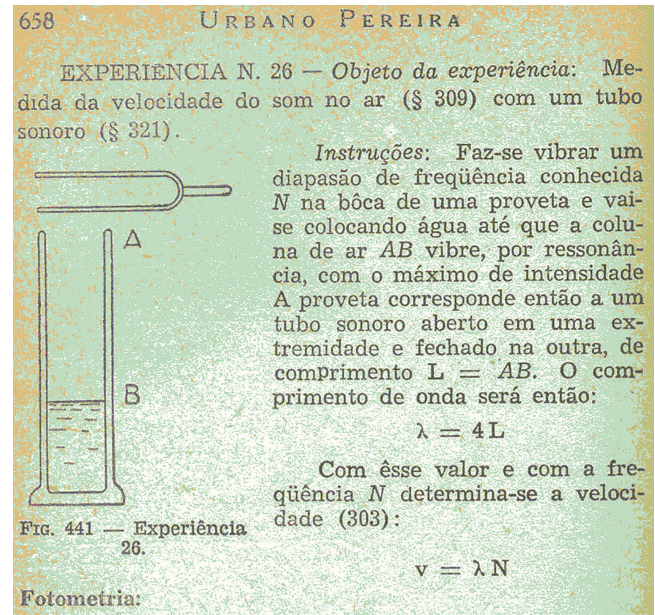 658 URBANO PEREIRA
EXPERIÊNCIA N. 26 — Objeto da experiência: Me-
dida da velocidade do som no ar (§ 309) com um tubo
sonoro (§ 321).
Instruções: Faz-se vibrar um
diapasão de freqüência conhecida
N na bôca de uma proveta e vai-
se colocando água até que a colu-
na de ar AB vibre, por ressonân-
cia, com o máximo de intensidade
A proveta corresponde então a um
tubo sonoro aberto em uma ex-
tremidade e fechado na outra, de
comprimento L = AB. O com-
primento de onda será então:
λ = 4 L
Com êsse valor e com a fre-
qüência N determina-se a veloci-
dade (303):
v = λ N
A
B
FIG. 441 — Experiência
26.
Fotometria: